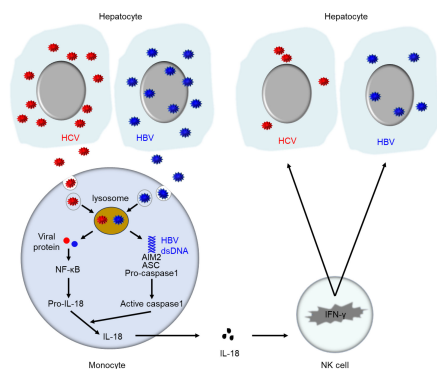 Hepatocyte
Hepatocyte
HCV
HBV
HCV
HBV
lysosome
Viral
protein
HBV
dsDNA
AIM2
ASC
Pro-caspase1
NF-κB
Pro-IL-18
Active caspase1
IL-18
IL-18
IFN-γ
Monocyte
NK cell